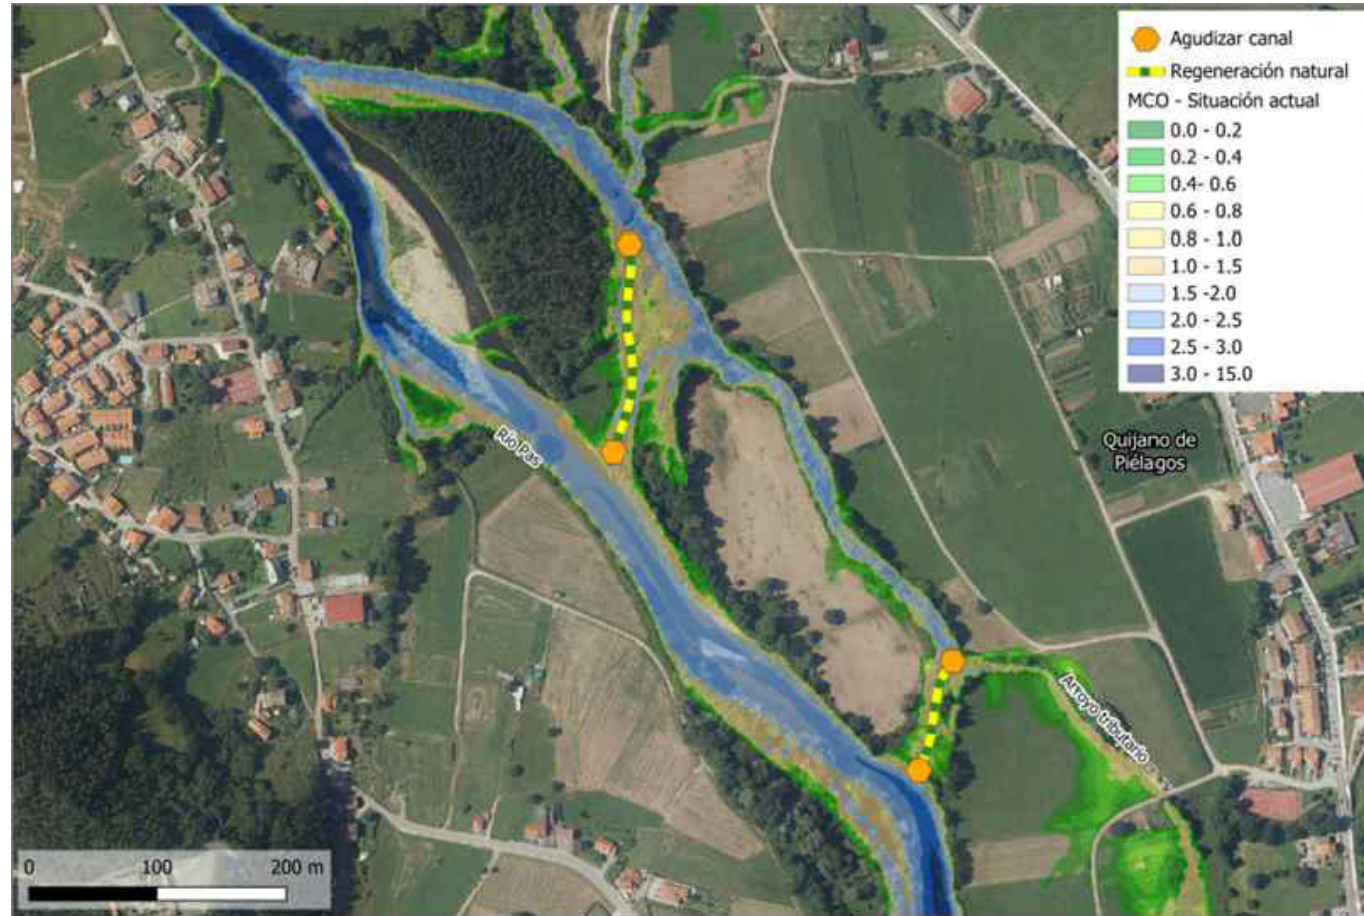 Agudizar canal
Regeneración natural
MCO - Situación actual
0.0 - 0.2
0.2 - 0.4
0.4- 0.6
0.6 - 0.8
0.8 - 1.0
1.0 - 1.5
1.5 -2.0
2.0 - 2.5
2.5 - 3.0
3.0 - 15.0
Río Pas
Quijano de
Piélagos
Arroyo tributario
0 100 200 m